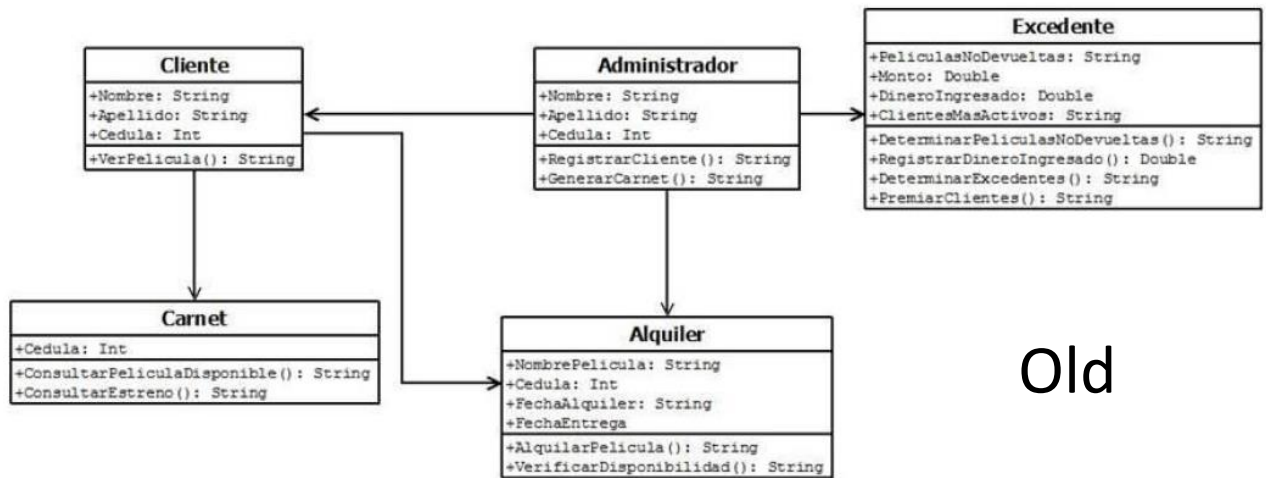 Cliente
+Nombre: String
+Apellido: String
+Cedula: Int
+VerPelicula(): String
Administrador
+Nombre: String
+Apellido: String
+Cedula: Int
+RegistrarCliente(): String
+GenerarCarnet(): String
Excedente
+PeliculasNoDevueltas: String
+Monto: Double
+DineroIngresado: Double
+ClientesMasActivos: String
+DeterminarPeliculasNoDevueltas(): String
+RegistrarDineroIngresado(): Double
+DeterminarExcedentes(): String
+PremiarClientes(): String
Carnet
+Cedula: Int
+ConsultarPeliculaDisponible(): String
+ConsultarEstreno(): String
Alquiler
+NombrePelicula: String
+Cedula: Int
+FechaAlquiler: String
+FechaEntrega
+AlquilarPelicula(): String
+VerificarDisponibilidad(): String
Old